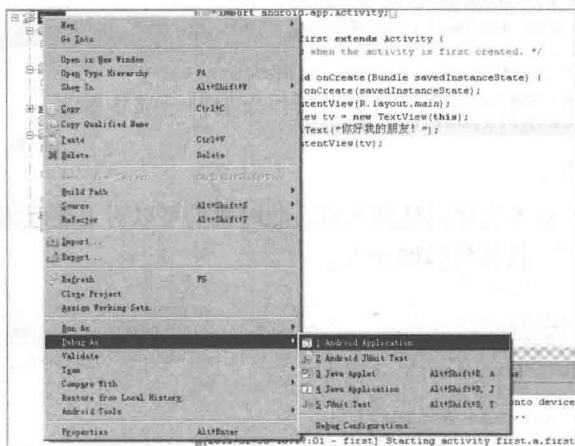 import android.app.Activity;
first extends Activity {
when the activity is first created. */
d onCreate(Bundle savedInstanceState) {
onCreate(savedInstanceState);
tentView(R.layout.main);
ew tv = new TextView(this);
Text("你好我的朋友！");
tentView(tv);
New
Go Into
Open in New Window
Open Type Hierarchy F4
Show In Alt+Shift+W
Copy Ctrl+C
Copy Qualified Name
Paste Ctrl+V
Delete Delete
Build Path
Source Alt+Shift+S
Refactor Alt+Shift+T
Import...
Export...
Refresh F5
Close Project
Assign Working Sets...
Run As
Debug As
Validate
Team
Compare With
Restore from Local History
Android Tools
Properties Alt+Enter
1 Android Application
2 Android JUnit Test
3 Java Applet Alt+Shift+D, A
4 Java Application Alt+Shift+D, J
5 JUnit Test Alt+Shift+D, T
Debug Configurations
onto device
- first] Starting activity first.a.first